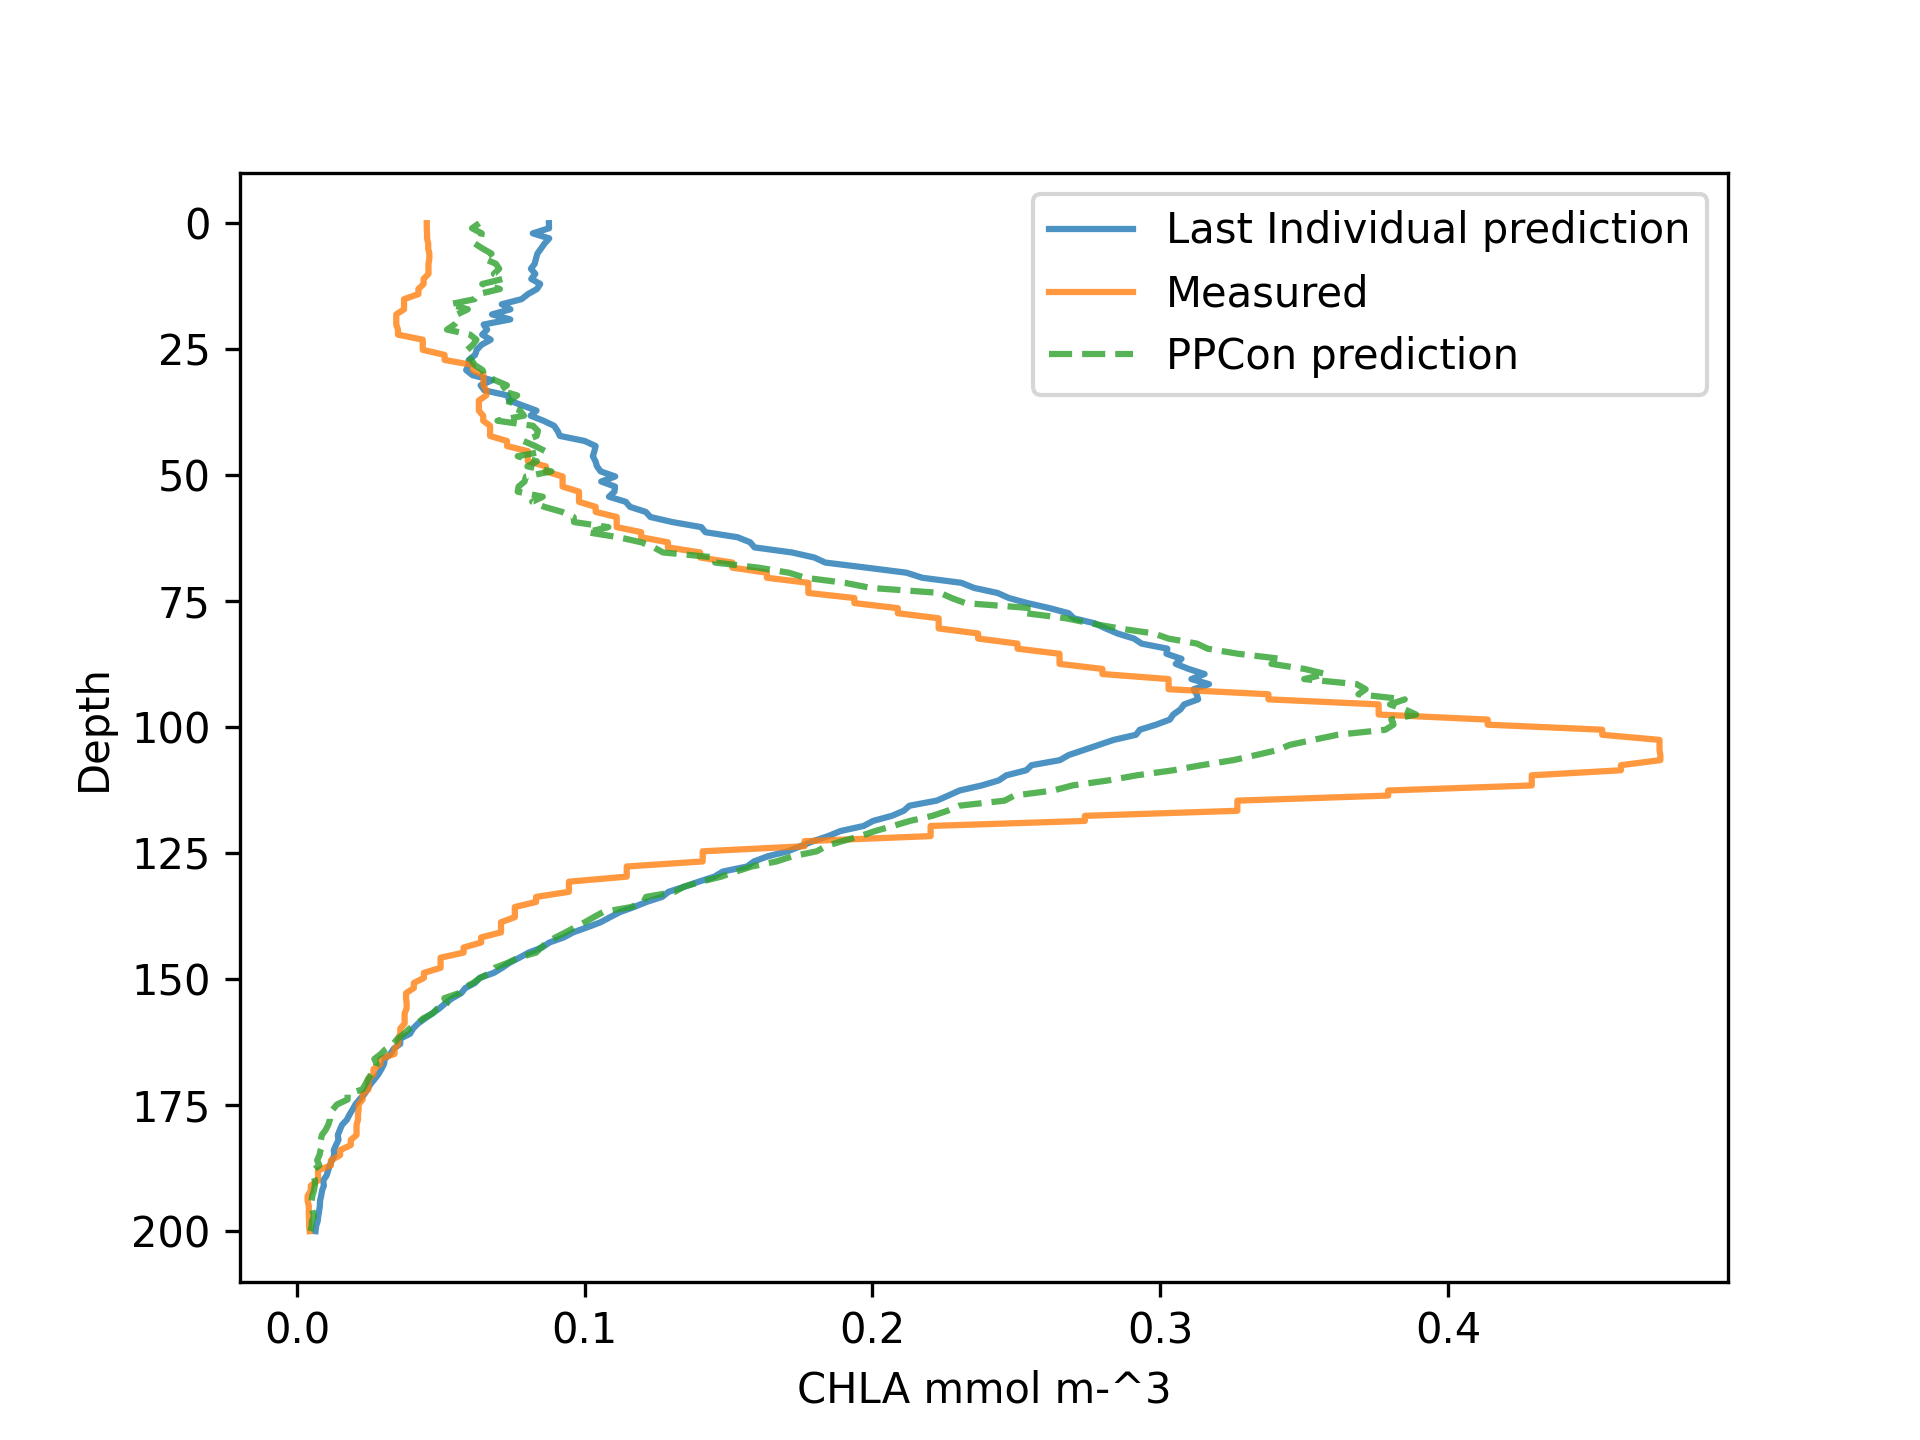 Last Individual prediction
Measured
PPCon prediction
0
25
50
75
100
125
150
175
200
Depth
0.0 0.1 0.2 0.3 0.4
CHLA mmol m-^3